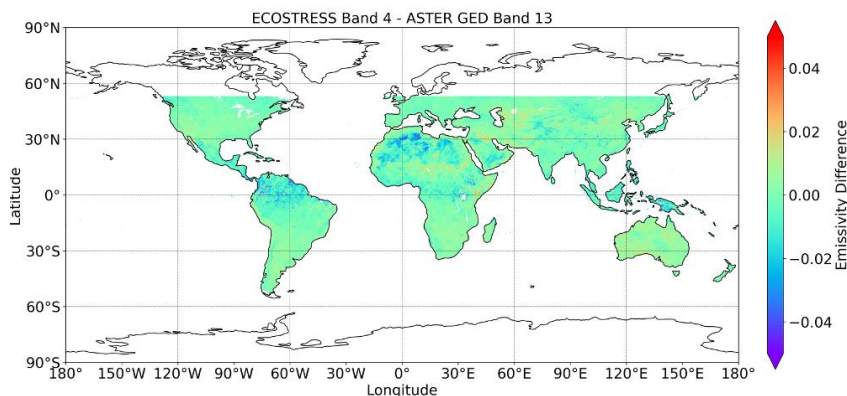 ECOSTRESS Band 4 - ASTER GED Band 13
90°N
60°N
30°N
0°
30°S
60°S
90°S
Latitude
180° 150°W 120°W 90°W 60°W 30°W 0° 30°E 60°E 90°E 120°E 150°E 180°
Longitude
0.04
0.02
0.00
−0.02
−0.04
Emissivity Difference